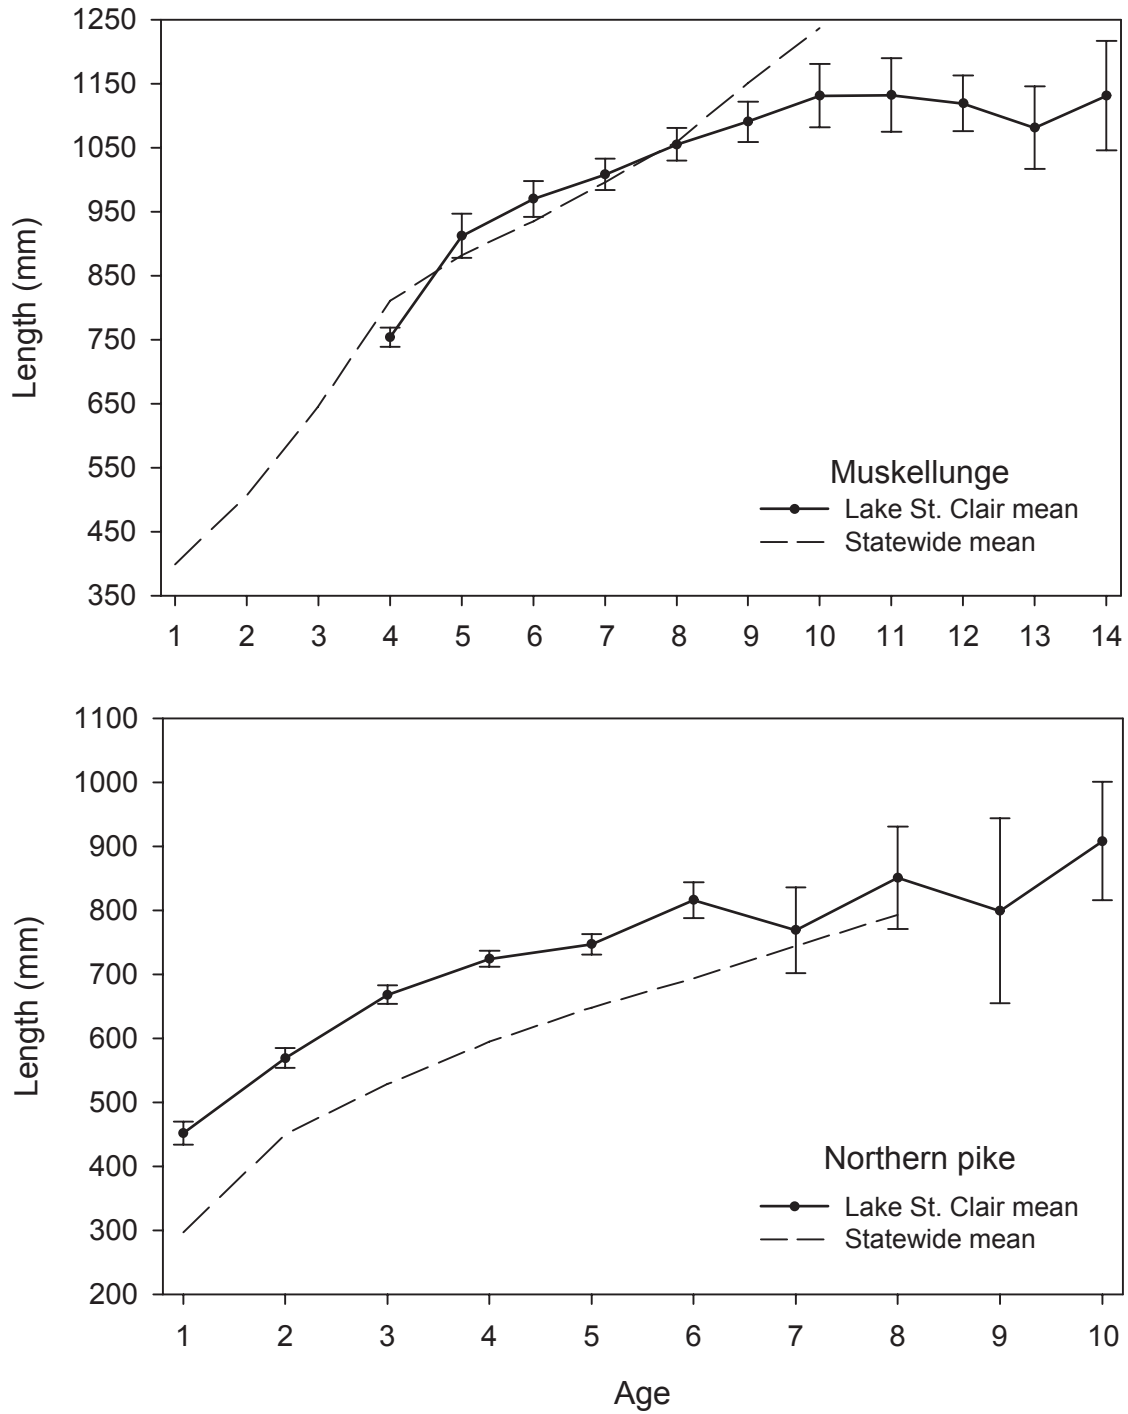 1250
1150
1050
950
850
750
650
550
450
350
Length (mm)
Muskellunge
Lake St. Clair mean
Statewide mean
1 2 3 4 5 6 7 8 9 10 11 12 13 14
1100
1000
900
800
700
600
500
400
300
200
Length (mm)
Northern pike
Lake St. Clair mean
Statewide mean
1 2 3 4 5 6 7 8 9 10
Age